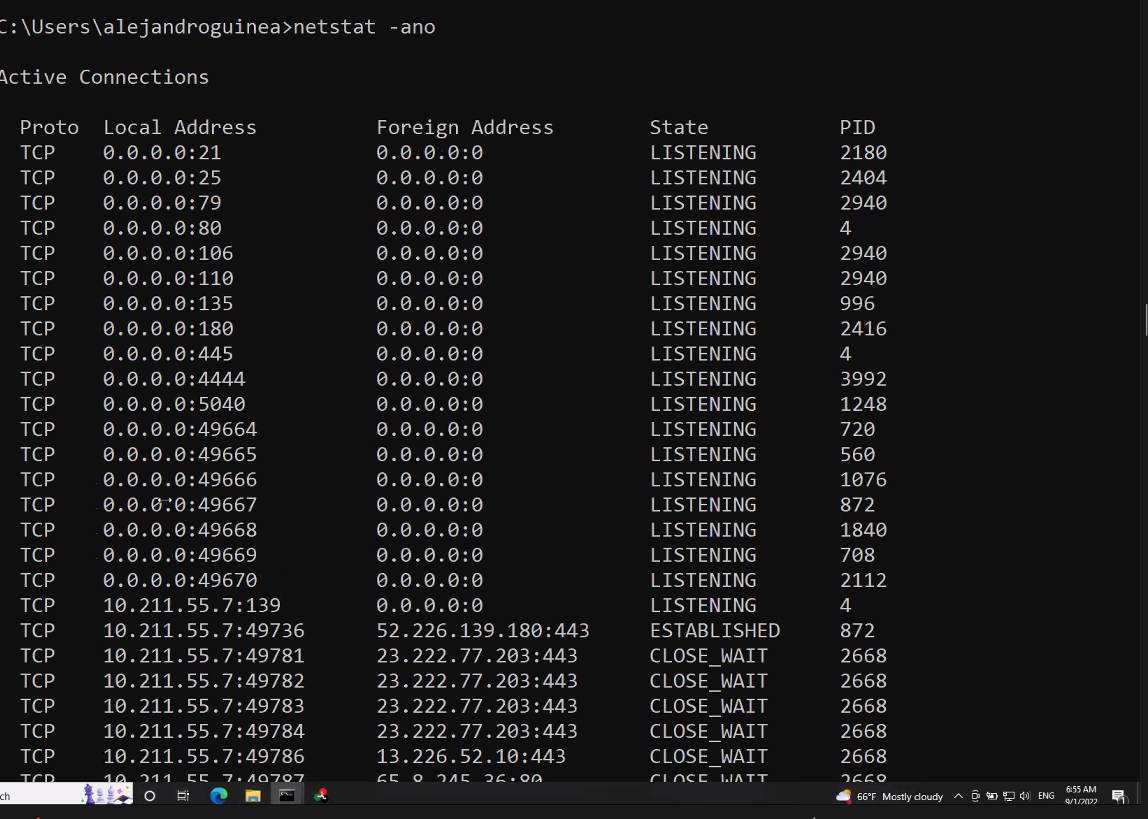 C:\Users\alejandroguinea>netstat -ano
Active Connections
Proto Local Address Foreign Address State PID
TCP 0.0.0.0:21 0.0.0.0:0 LISTENING 2180
TCP 0.0.0.0:25 0.0.0.0:0 LISTENING 2404
TCP 0.0.0.0:79 0.0.0.0:0 LISTENING 2940
TCP 0.0.0.0:80 0.0.0.0:0 LISTENING 4
TCP 0.0.0.0:106 0.0.0.0:0 LISTENING 2940
TCP 0.0.0.0:110 0.0.0.0:0 LISTENING 2940
TCP 0.0.0.0:135 0.0.0.0:0 LISTENING 996
TCP 0.0.0.0:180 0.0.0.0:0 LISTENING 2416
TCP 0.0.0.0:445 0.0.0.0:0 LISTENING 4
TCP 0.0.0.0:4444 0.0.0.0:0 LISTENING 3992
TCP 0.0.0.0:5040 0.0.0.0:0 LISTENING 1248
TCP 0.0.0.0:49664 0.0.0.0:0 LISTENING 720
TCP 0.0.0.0:49665 0.0.0.0:0 LISTENING 560
TCP 0.0.0.0:49666 0.0.0.0:0 LISTENING 1076
TCP 0.0.0.0:49667 0.0.0.0:0 LISTENING 872
TCP 0.0.0.0:49668 0.0.0.0:0 LISTENING 1840
TCP 0.0.0.0:49669 0.0.0.0:0 LISTENING 708
TCP 0.0.0.0:49670 0.0.0.0:0 LISTENING 2112
TCP 10.211.55.7:139 0.0.0.0:0 LISTENING 4
TCP 10.211.55.7:49736 52.226.139.180:443 ESTABLISHED 872
TCP 10.211.55.7:49781 23.222.77.203:443 CLOSE_WAIT 2668
TCP 10.211.55.7:49782 23.222.77.203:443 CLOSE_WAIT 2668
TCP 10.211.55.7:49783 23.222.77.203:443 CLOSE_WAIT 2668
TCP 10.211.55.7:49784 23.222.77.203:443 CLOSE_WAIT 2668
TCP 10.211.55.7:49786 13.226.52.10:443 CLOSE_WAIT 2668
TCP 10.211.55.7:49787 65.8.245.36:80 CLOSE_WAIT 2668
ch 66°F Mostly cloudy ENG 6:55 AM
9/1/2022